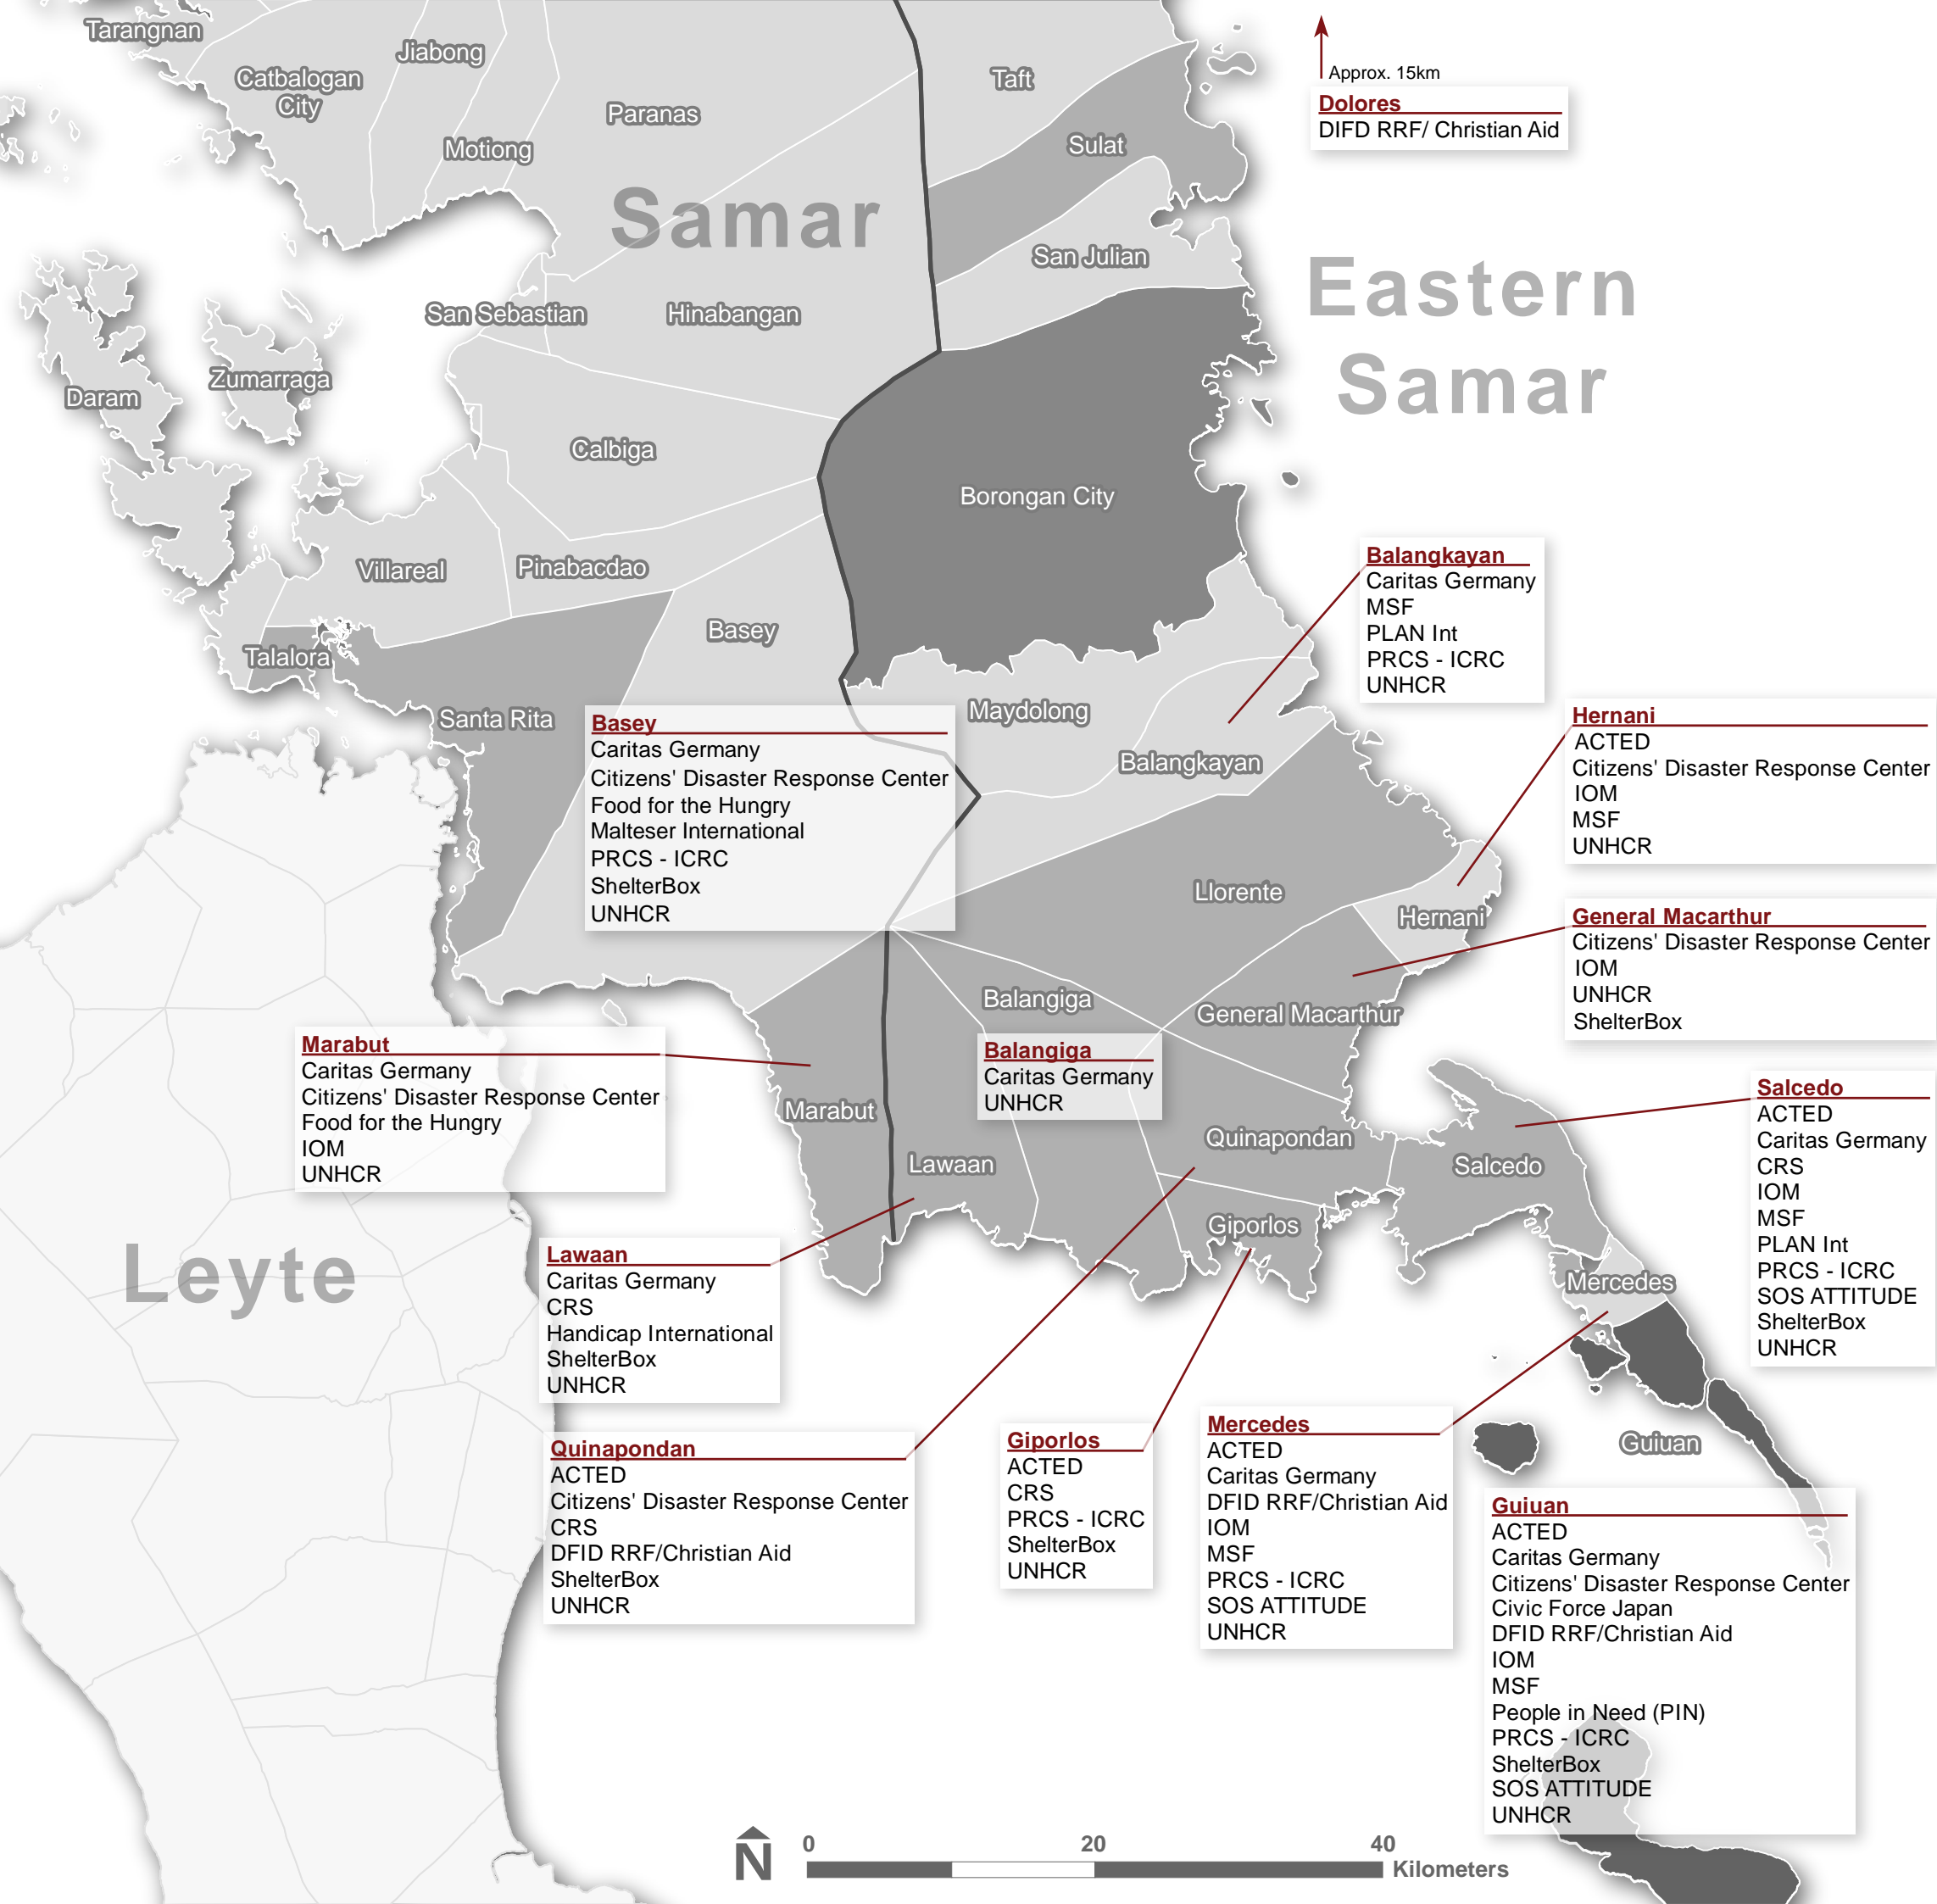 Tarangnan
Jiabong
Catbalogan
City
Paranas
Motiong
Taft
Sulat
Approx. 15km
Dolores
DIFD RRF/ Christian Aid
Samar
San Julian
Eastern
Samar
San Sebastian
Hinabangan
Zumarraga
Daram
Calbiga
Borongan City
Villareal
Pinabacdao
Basey
Talalora
Santa Rita
Maydolong
Balangkayan
Balangkayan
Caritas Germany
MSF
PLAN Int
PRCS - ICRC
UNHCR
Basey
Caritas Germany
Citizens' Disaster Response Center
Food for the Hungry
Malteser International
PRCS - ICRC
ShelterBox
UNHCR
Hernani
ACTED
Citizens' Disaster Response Center
IOM
MSF
UNHCR
Llorente
Hernani
General Macarthur
Citizens' Disaster Response Center
IOM
UNHCR
ShelterBox
Balangiga
General Macarthur
Marabut
Caritas Germany
Citizens' Disaster Response Center
Food for the Hungry
IOM
UNHCR
Balangiga
Caritas Germany
UNHCR
Marabut
Lawaan
Quinapondan
Salcedo
Salcedo
ACTED
Caritas Germany
CRS
IOM
MSF
PLAN Int
PRCS - ICRC
SOS ATTITUDE
ShelterBox
UNHCR
Giporlos
Mercedes
Leyte
Lawaan
Caritas Germany
CRS
Handicap International
ShelterBox
UNHCR
Quinapondan
ACTED
Citizens' Disaster Response Center
CRS
DFID RRF/Christian Aid
ShelterBox
UNHCR
Giporlos
ACTED
CRS
PRCS - ICRC
ShelterBox
UNHCR
Mercedes
ACTED
Caritas Germany
DFID RRF/Christian Aid
IOM
MSF
PRCS - ICRC
SOS ATTITUDE
UNHCR
Guiuan
Guiuan
ACTED
Caritas Germany
Citizens' Disaster Response Center
Civic Force Japan
DFID RRF/Christian Aid
IOM
MSF
People in Need (PIN)
PRCS - ICRC
ShelterBox
SOS ATTITUDE
UNHCR
N
0 20 40
Kilometers